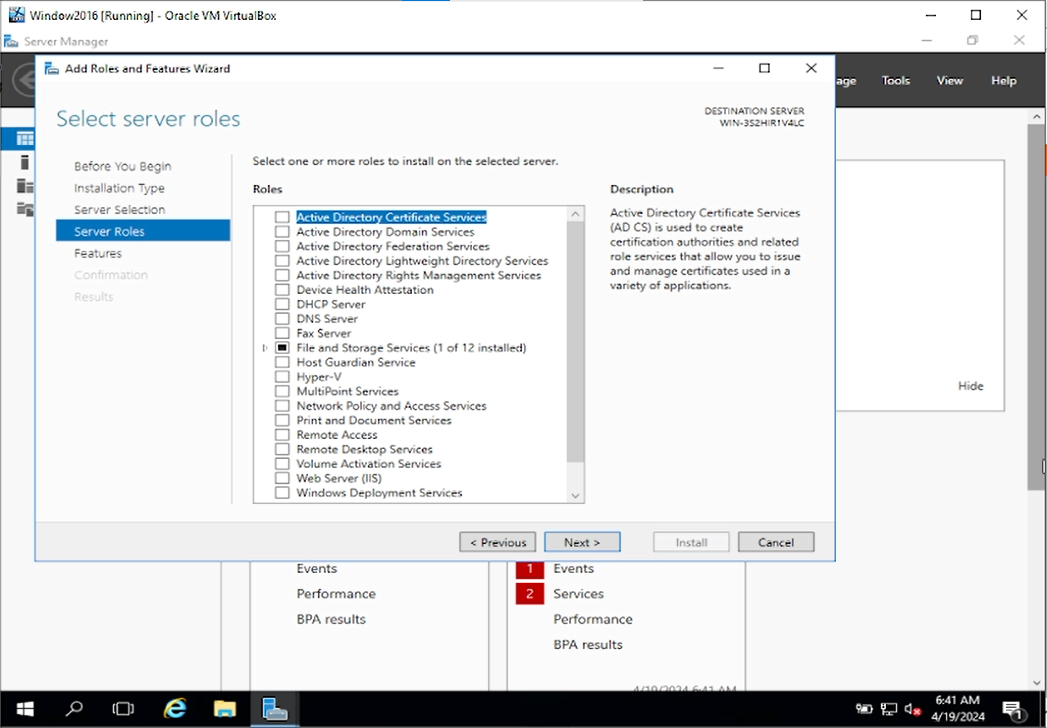 Window2016 [Running] - Oracle VM VirtualBox
Server Manager
Add Roles and Features Wizard
age Tools View Help
Select server roles
DESTINATION SERVER
WIN-3S2HIR1V4LC
Before You Begin
Installation Type
Server Selection
Server Roles
Features
Confirmation
Results
Select one or more roles to install on the selected server.
Roles
Active Directory Certificate Services
Active Directory Domain Services
Active Directory Federation Services
Active Directory Lightweight Directory Services
Active Directory Rights Management Services
Device Health Attestation
DHCP Server
DNS Server
Fax Server
File and Storage Services (1 of 12 installed)
Host Guardian Service
Hyper-V
MultiPoint Services
Network Policy and Access Services
Print and Document Services
Remote Access
Remote Desktop Services
Volume Activation Services
Web Server (IIS)
Windows Deployment Services
Description
Active Directory Certificate Services
(AD CS) is used to create
certification authorities and related
role services that allow you to issue
and manage certificates used in a
variety of applications.
Hide
< Previous
Next >
Install
Cancel
Events
Performance
BPA results
1 Events
2 Services
Performance
BPA results
4/19/2024 6:41 AM
6:41 AM
4/19/2024
1